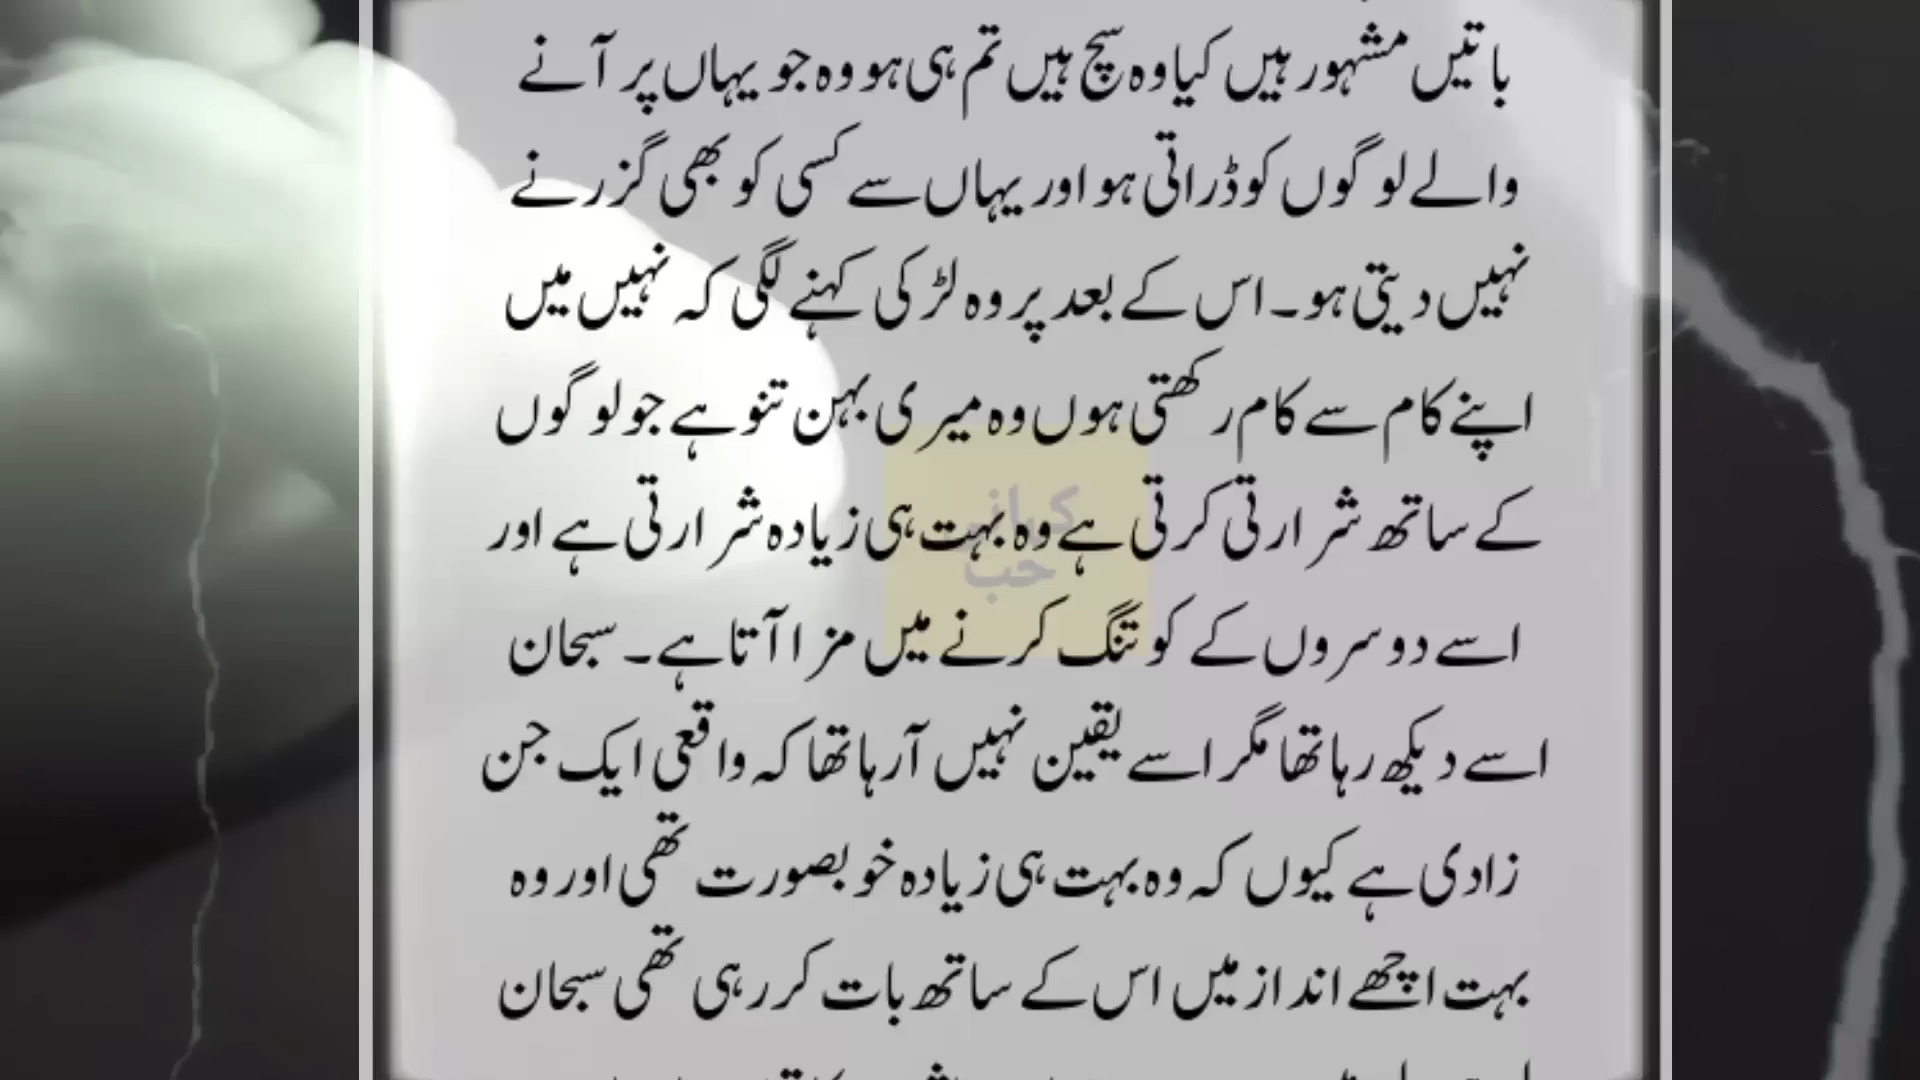 باتیں مشہور ہیں کیا وہ سچ ہیں تم ہی ہو وہ جو یہاں پر آنے
والے لوگوں کو ڈراتی ہو اور یہاں سے کسی کو بھی گزرنے
نہیں دیتی ہو۔ اس کے بعد پر وہ لڑکی کہنے لگی کہ نہیں میں
اپنے کام سے کام رکھتی ہوں وہ میری بہن تنو ہے جو لوگوں
کے ساتھ شرارتی کرتی ہے وہ بہت ہی زیادہ شرارتی ہے اور
اسے دوسروں کے کو تنگ کرنے میں مزا آتا ہے۔ سبحان
اسے دیکھ رہا تھا مگر اسے یقین نہیں آ رہا تھا کہ واقعی ایک جن
زادی ہے کیوں کہ وہ بہت ہی زیادہ خوبصورت تھی اور وہ
بہت اچھے انداز میں اس کے ساتھ بات کر رہی تھی سبحان
کہانی
حب